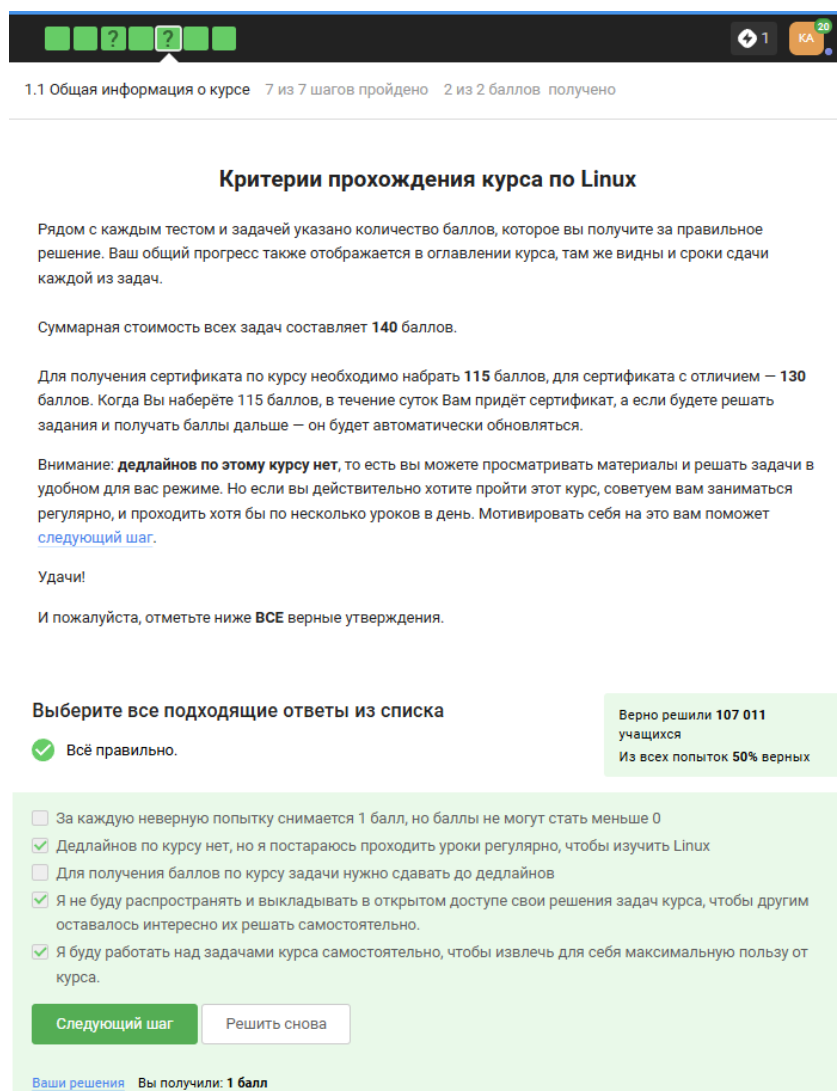 ? ?
1
KA
20
1.1 Общая информация о курсе 7 из 7 шагов пройдено 2 из 2 баллов получено
Критерии прохождения курса по Linux
Рядом с каждым тестом и задачей указано количество баллов, которое вы получите за правильное
решение. Ваш общий прогресс также отображается в оглавлении курса, там же видны и сроки сдачи
каждой из задач.
Суммарная стоимость всех задач составляет 140 баллов.
Для получения сертификата по курсу необходимо набрать 115 баллов, для сертификата с отличием — 130
баллов. Когда Вы наберёте 115 баллов, в течение суток Вам придёт сертификат, а если будете решать
задания и получать баллы дальше — он будет автоматически обновляться.
Внимание: дедлайнов по этому курсу нет, то есть вы можете просматривать материалы и решать задачи в
удобном для вас режиме. Но если вы действительно хотите пройти этот курс, советуем вам заниматься
регулярно, и проходить хотя бы по несколько уроков в день. Мотивировать себя на это вам поможет
следующий шаг.
Удачи!
И пожалуйста, отметьте ниже ВСЕ верные утверждения.
Выберите все подходящие ответы из списка
Всё правильно.
Верно решили 107 011
учащихся
Из всех попыток 50% верных
За каждую неверную попытку снимается 1 балл, но баллы не могут стать меньше 0
Дедлайнов по курсу нет, но я постараюсь проходить уроки регулярно, чтобы изучить Linux
Для получения баллов по курсу задачи нужно сдавать до дедлайнов
Я не буду распространять и выкладывать в открытом доступе свои решения задач курса, чтобы другим
оставалось интересно их решать самостоятельно.
Я буду работать над задачами курса самостоятельно, чтобы извлечь для себя максимальную пользу от
курса.
Следующий шаг Решить снова
Ваши решения Вы получили: 1 балл